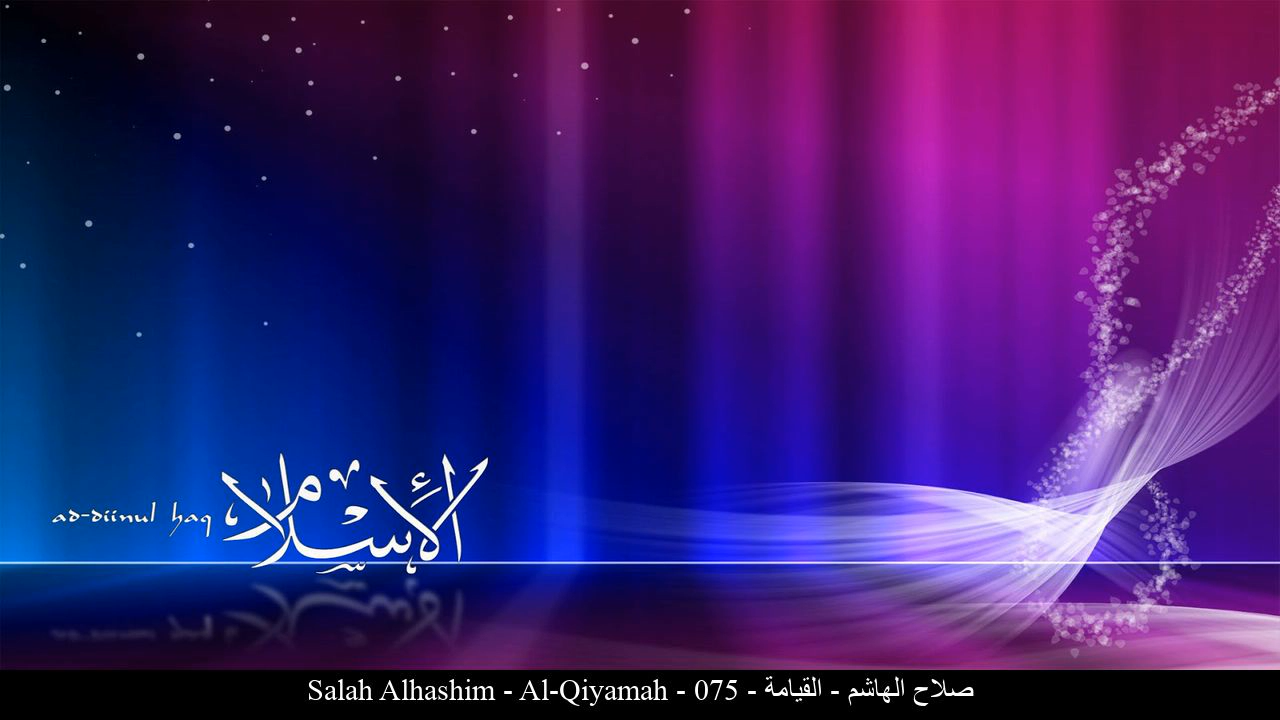 ad-diinul haq الإسلام
Salah Alhashim - Al-Qiyamah - 075 - صلاح الهاشم - القيامة